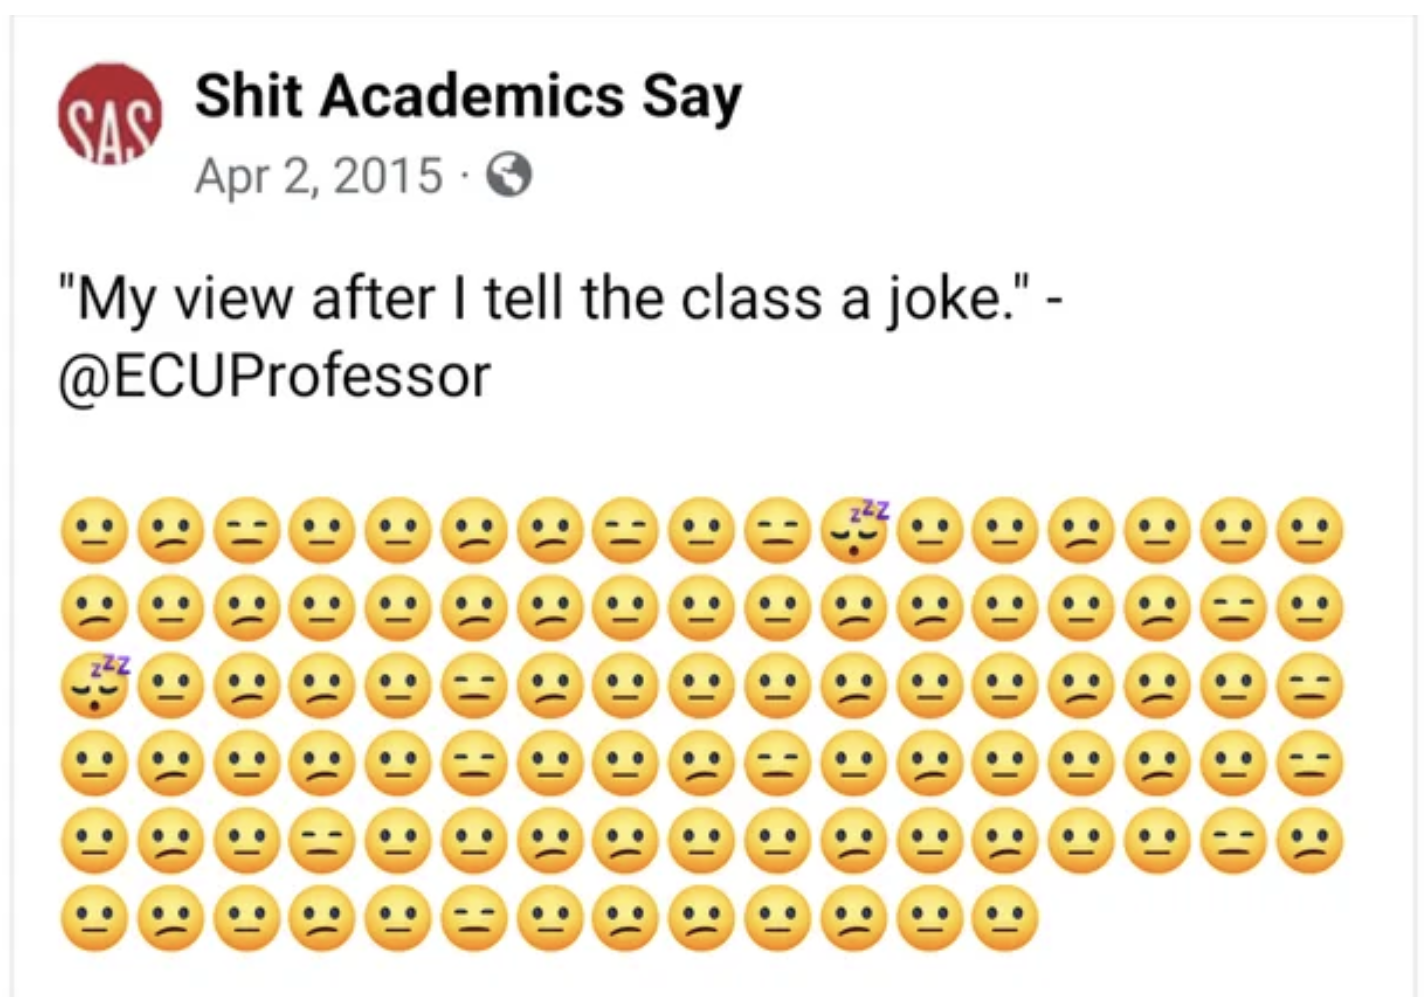 SAS
Shit Academics Say
Apr 2, 2015 ·
"My view after I tell the class a joke." -
@ECUProfessor